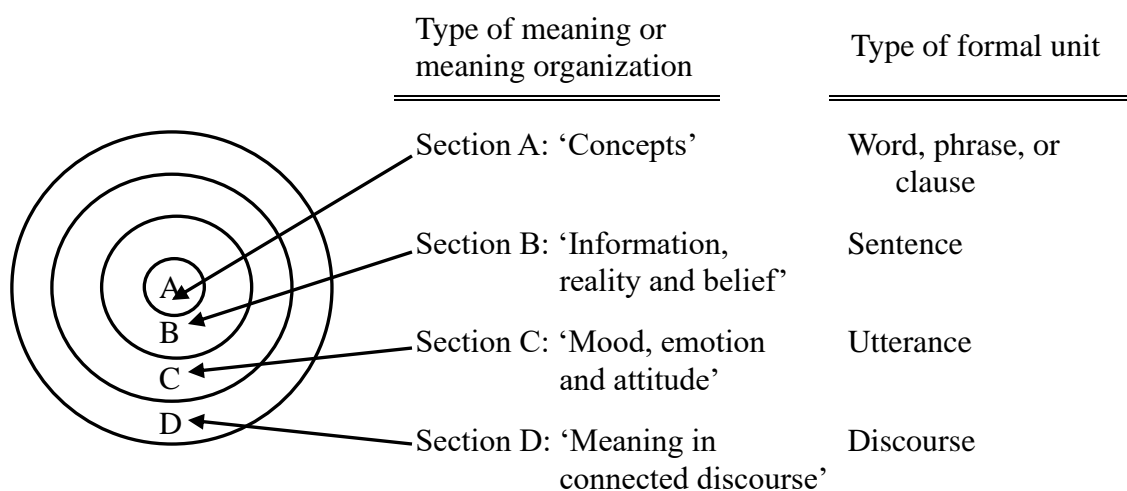 Type of meaning or
meaning organization
Type of formal unit
Section A: ‘Concepts’
Word, phrase, or
clause
Section B: ‘Information,
reality and belief’
Sentence
Section C: ‘Mood, emotion
and attitude’
Utterance
Section D: ‘Meaning in
connected discourse’
Discourse
A
B
C
D